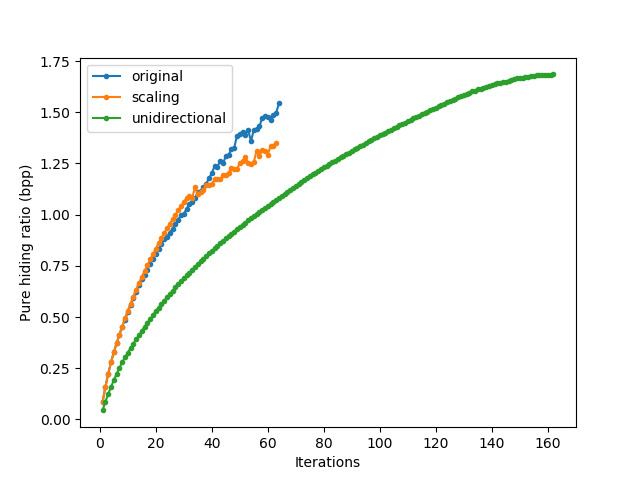 1.75
1.50
1.25
1.00
0.75
0.50
0.25
0.00
Pure hiding ratio (bpp)
original
scaling
unidirectional
0 20 40 60 80 100 120 140 160
Iterations